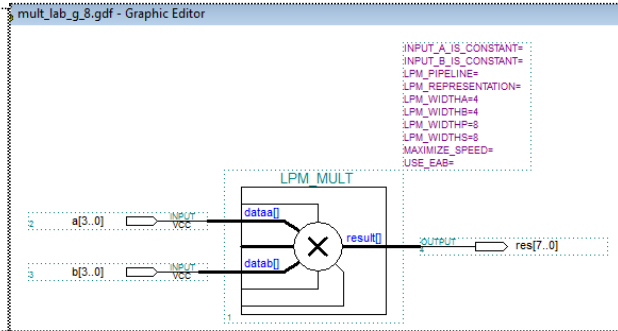 mult_lab_g_8.gdf - Graphic Editor
INPUT_A_IS_CONSTANT=
INPUT_B_IS_CONSTANT=
LPM_PIPELINE=
LPM_REPRESENTATION=
LPM_WIDTHA=4
LPM_WIDTHB=4
LPM_WIDTHP=8
LPM_WIDTHS=8
MAXIMIZE_SPEED=
USE_EAB=
LPM_MULT
dataa[]
2 a[3..0] INPUT
VCC
result[]
OUTPUT res[7..0]
datab[]
3 b[3..0] INPUT
VCC
1